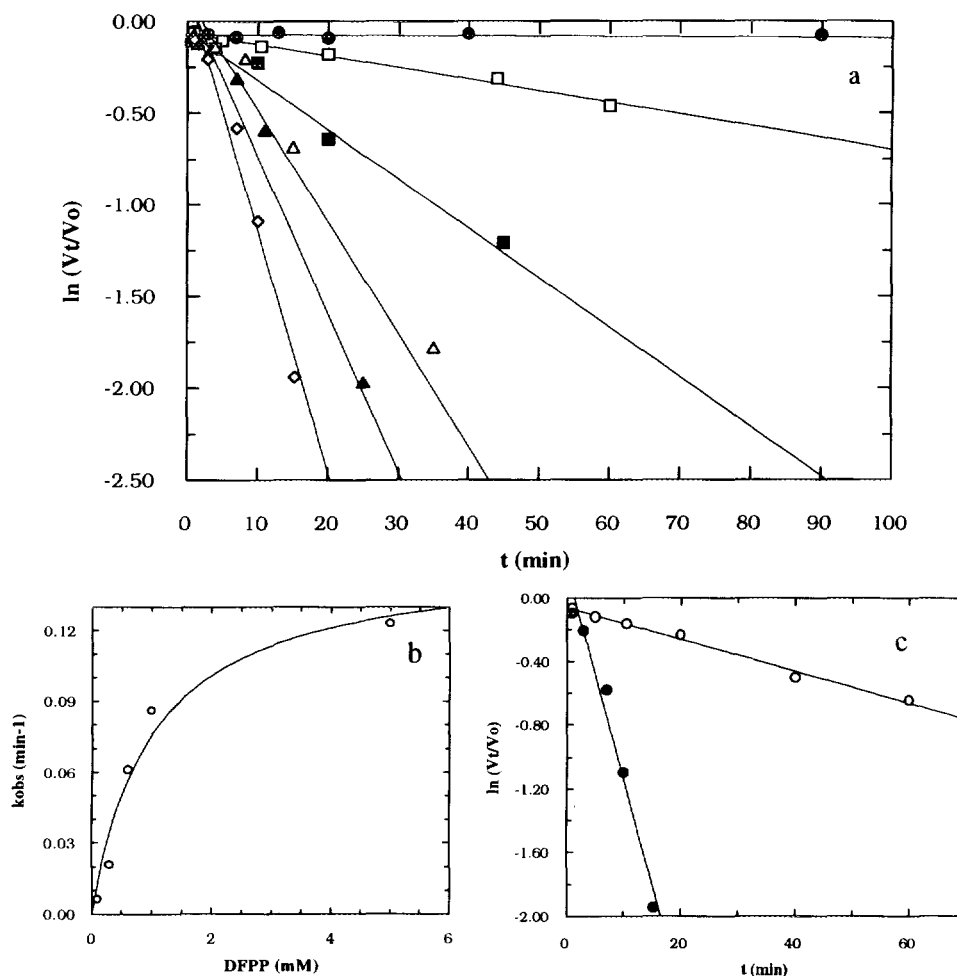 0.00
a
-0.50
-1.00
ln (Vt/Vo)
-1.50
-2.00
-2.50
0 10 20 30 40 50 60 70 80 90 100
t (min)
0.12
b
0.09
kobs (min-1)
0.06
0.03
0.00
0 2 4 6
DFPP (mM)
0.00
c
-0.40
-0.80
ln (Vt/Vo)
-1.20
-1.60
-2.00
0 20 40 60
t (min)